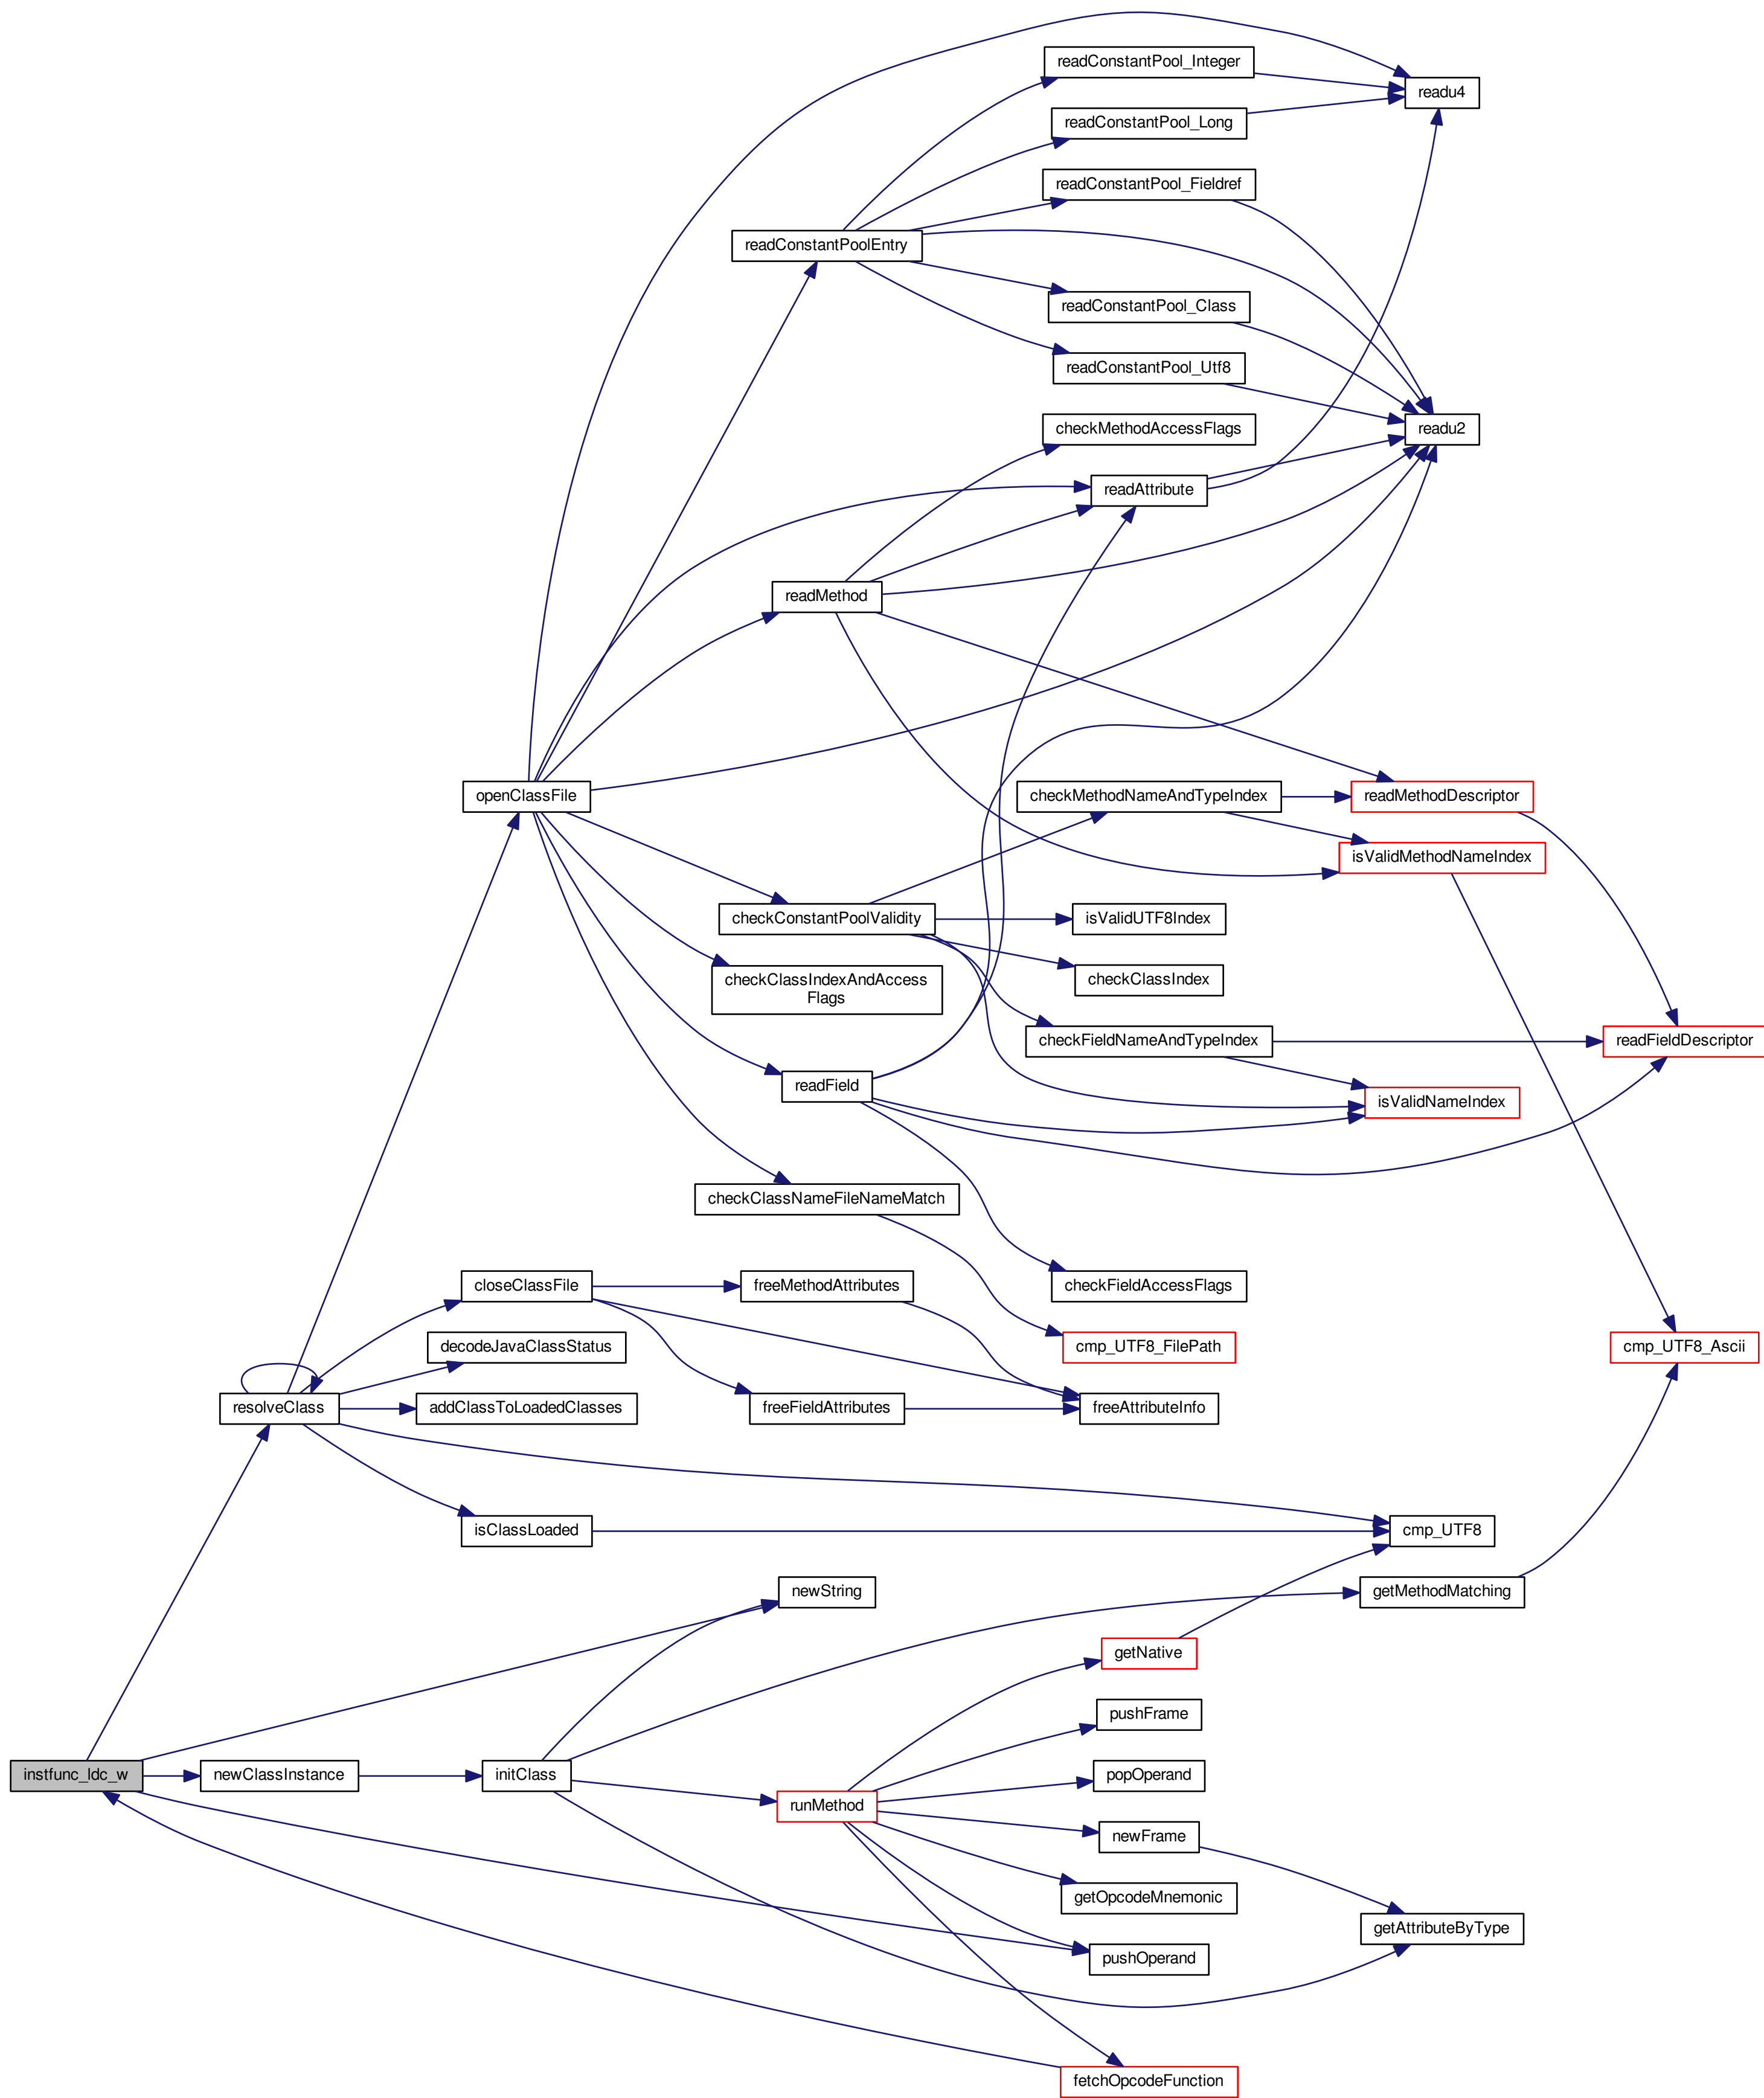 readConstantPool_Integer
readu4
readConstantPool_Long
readConstantPool_Fieldref
readConstantPoolEntry
readConstantPool_Class
readConstantPool_Utf8
checkMethodAccessFlags
readu2
readAttribute
readMethod
openClassFile
checkMethodNameAndTypeIndex
readMethodDescriptor
isValidMethodNameIndex
checkConstantPoolValidity
isValidUTF8Index
checkClassIndexAndAccess
Flags
checkClassIndex
checkFieldNameAndTypeIndex
readFieldDescriptor
readField
isValidNameIndex
checkClassNameFileNameMatch
closeClassFile
freeMethodAttributes
checkFieldAccessFlags
decodeJavaClassStatus
cmp_UTF8_FilePath
cmp_UTF8_Ascii
resolveClass
addClassToLoadedClasses
freeFieldAttributes
freeAttributeInfo
isClassLoaded
cmp_UTF8
newString
getMethodMatching
getNative
pushFrame
instfunc_ldc_w
newClassInstance
initClass
popOperand
runMethod
newFrame
getOpcodeMnemonic
getAttributeByType
pushOperand
fetchOpcodeFunction